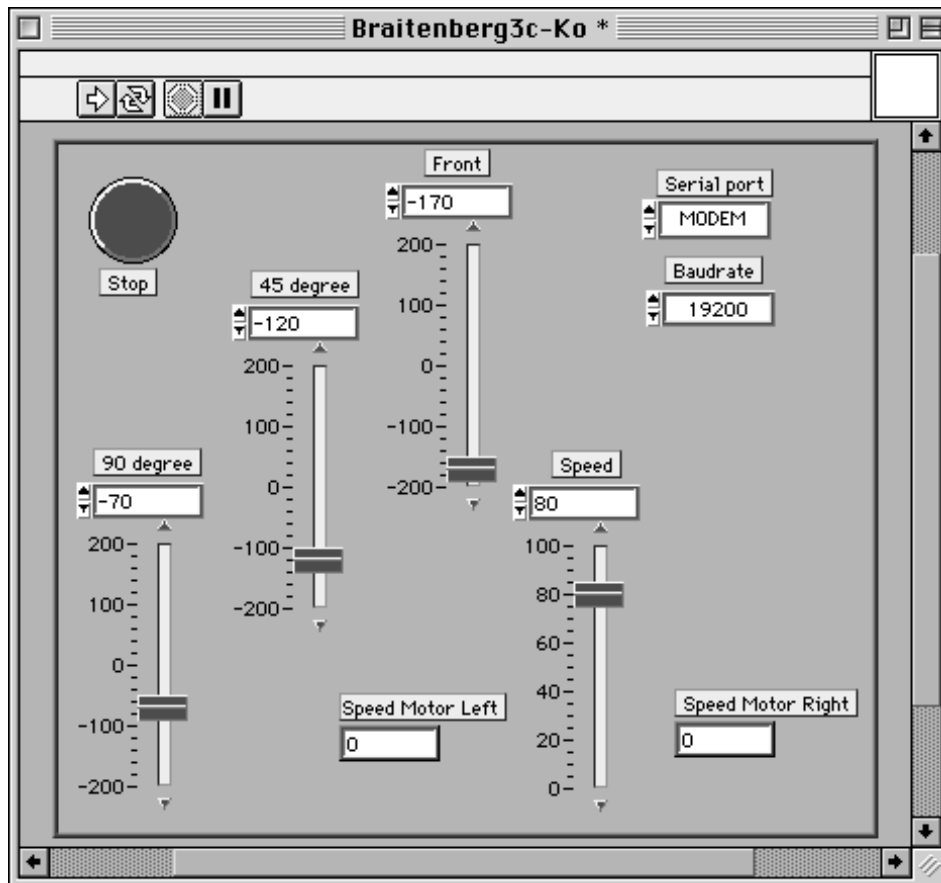 Braitenberg3c-Ko *
Front
-170
200
100
0
-100
-200
Serial port
MODEM
Baudrate
19200
Stop
45 degree
-120
200
100
0
-100
-200
90 degree
-70
200
100
0
-100
-200
Speed
80
100
80
60
40
20
0
Speed Motor Left
0
Speed Motor Right
0